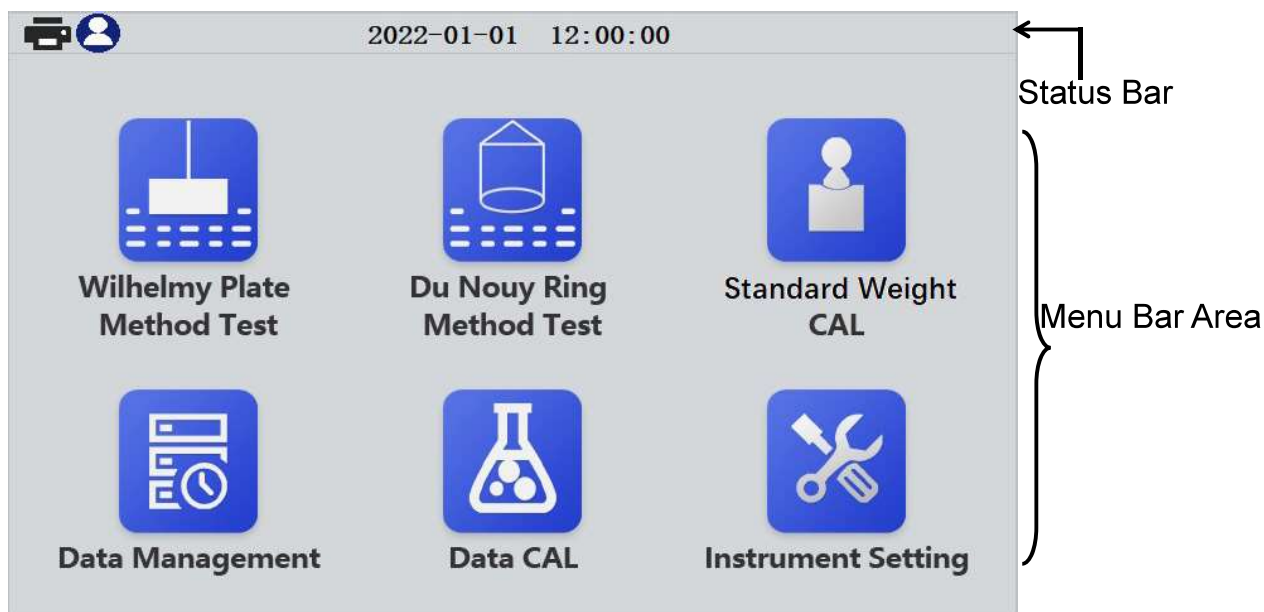 2022-01-01 12:00:00
Status Bar
Wilhelmy Plate
Method Test
Du Nouy Ring
Method Test
Standard Weight
CAL
Menu Bar Area
Data Management
Data CAL
Instrument Setting